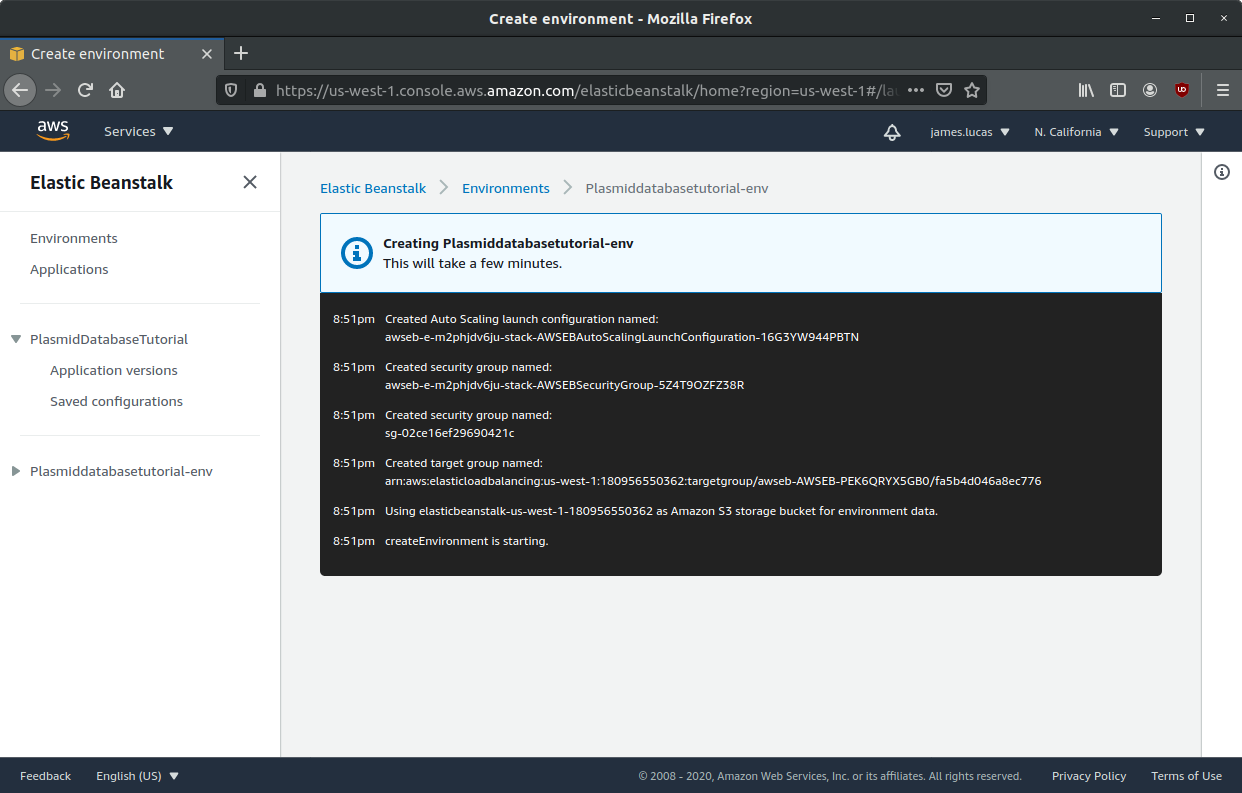 Create environment - Mozilla Firefox
Create environment
https://us-west-1.console.aws.amazon.com/elasticbeanstalk/home?region=us-west-1#/la
aws
Services
james.lucas
N. California
Support
Elastic Beanstalk
Environments
Applications
PlasmidDatabaseTutorial
Application versions
Saved configurations
Plasmiddatabasetutorial-env
Elastic Beanstalk
Environments
Plasmiddatabasetutorial-env
Creating Plasmiddatabasetutorial-env
This will take a few minutes.
8:51pm Created Auto Scaling launch configuration named:
awseb-e-m2phjdv6ju-stack-AWSEBAutoScalingLaunchConfiguration-16G3YW944PBTN
8:51pm Created security group named:
awseb-e-m2phjdv6ju-stack-AWSEBSecurityGroup-5Z4T9OZFZ38R
8:51pm Created security group named:
sg-02ce16ef29690421c
8:51pm Created target group named:
arn:aws:elasticloadbalancing:us-west-1:180956550362:targetgroup/awseb-AWSEB-PEK6QRYX5GB0/fa5b4d046a8ec776
8:51pm Using elasticbeanstalk-us-west-1-180956550362 as Amazon S3 storage bucket for environment data.
8:51pm createEnvironment is starting.
Feedback
English (US)
© 2008 - 2020, Amazon Web Services, Inc. or its affiliates. All rights reserved.
Privacy Policy
Terms of Use